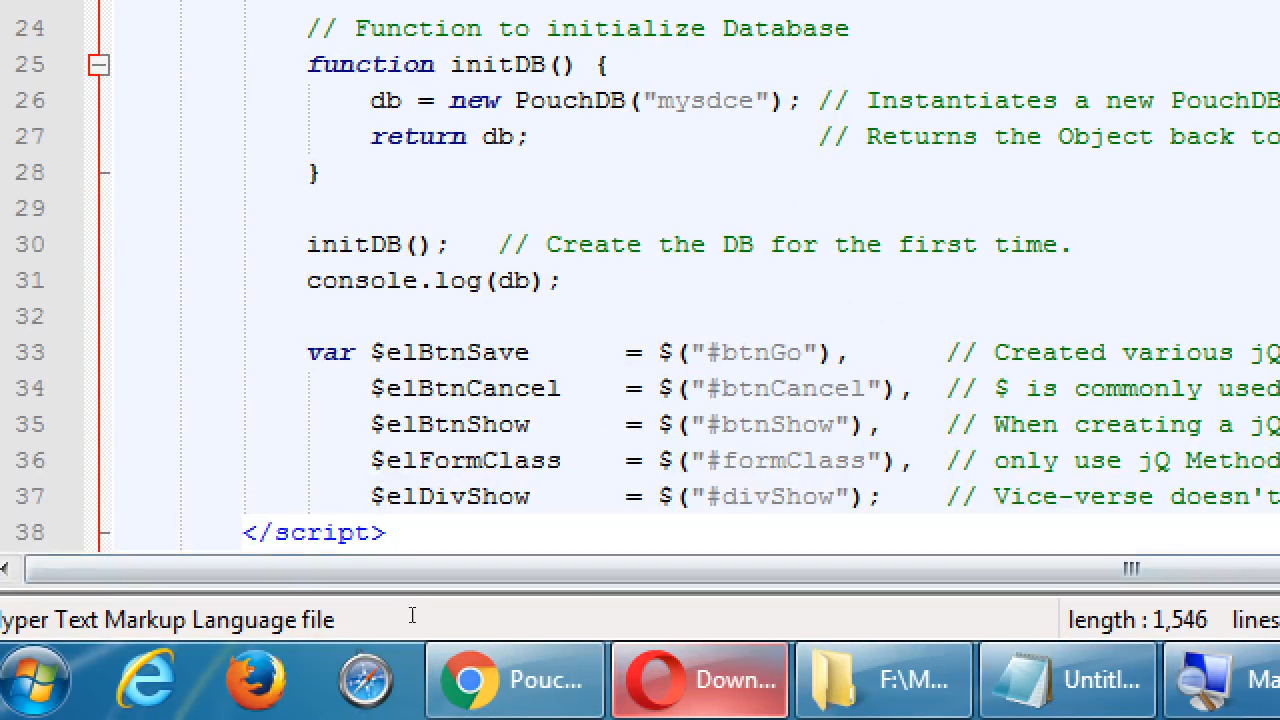 24 // Function to initialize Database
25 function initDB() {
26 db = new PouchDB("mysdce"); // Instantiates a new PouchDB
27 return db; // Returns the Object back to
28 }
29
30 initDB(); // Create the DB for the first time.
31 console.log(db);
32
33 var $elBtnSave = $("#btnGo"), // Created various jQ
34 $elBtnCancel = $("#btnCancel"), // $ is commonly used
35 $elBtnShow = $("#btnShow"), // When creating a jQ
36 $elFormClass = $("#formClass"), // only use jQ Method
37 $elDivShow = $("#divShow"); // Vice-verse doesn't
38 </script>
yper Text Markup Language file length : 1,546 lines
Pouc... Down... F:\M... Untitl... Ma